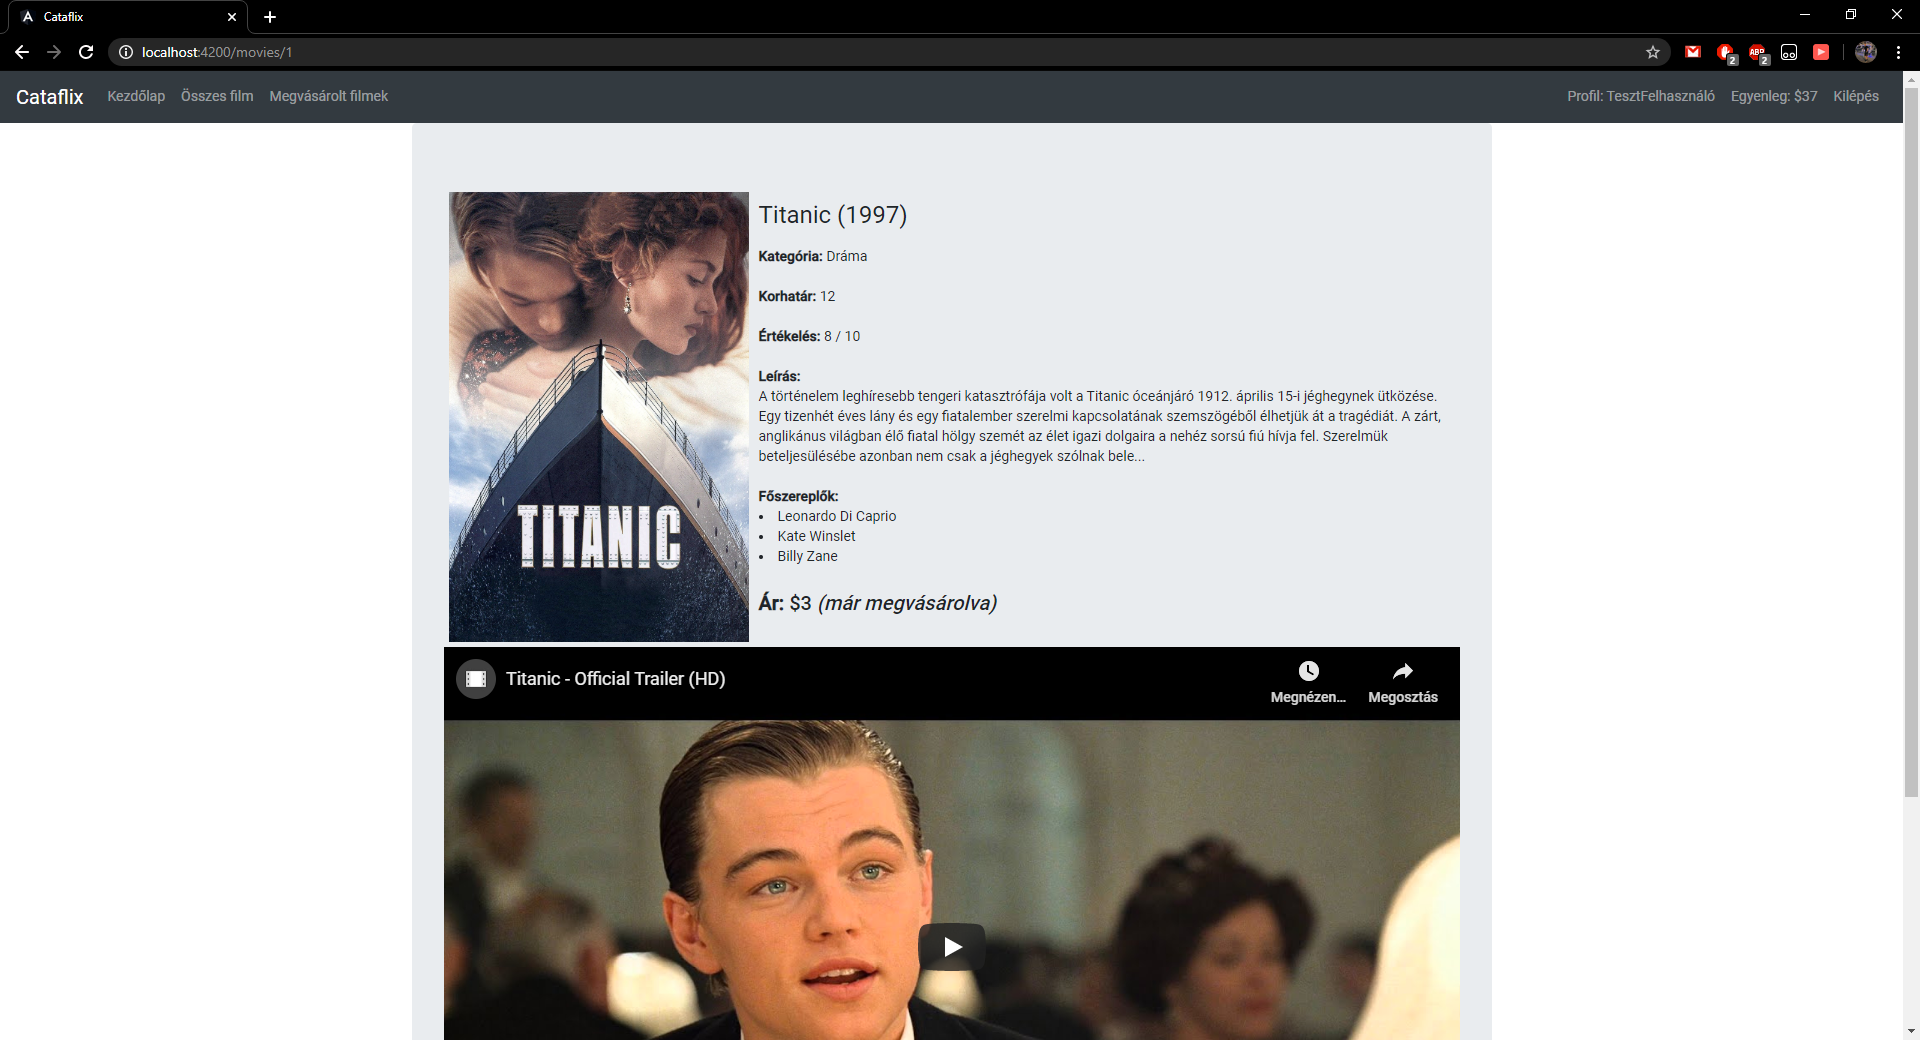 Cataflix
localhost:4200/movies/1
2
ABP
2
Cataflix Kezdőlap Összes film Megvásárolt filmek Profil: TesztFelhasználó Egyenleg: $37 Kilépés
TITANIC
Titanic (1997)
Kategória: Dráma
Korhatár: 12
Értékelés: 8 / 10
Leírás:
A történelem leghíresebb tengeri katasztrófája volt a Titanic óceánjáró 1912. április 15-i jéghegynek ütközése.
Egy tizenhét éves lány és egy fiatalember szerelmi kapcsolatának szemszögéből élhetjük át a tragédiát. A zárt,
anglikánus világban élő fiatal hölgy szemét az élet igazi dolgaira a nehéz sorsú fiú hívja fel. Szerelmük
beteljesülésébe azonban nem csak a jéghegyek szólnak bele...
Főszereplők:
• Leonardo Di Caprio
• Kate Winslet
• Billy Zane
Ár: $3 (már megvásárolva)
Titanic - Official Trailer (HD)
Megnézen...
Megosztás